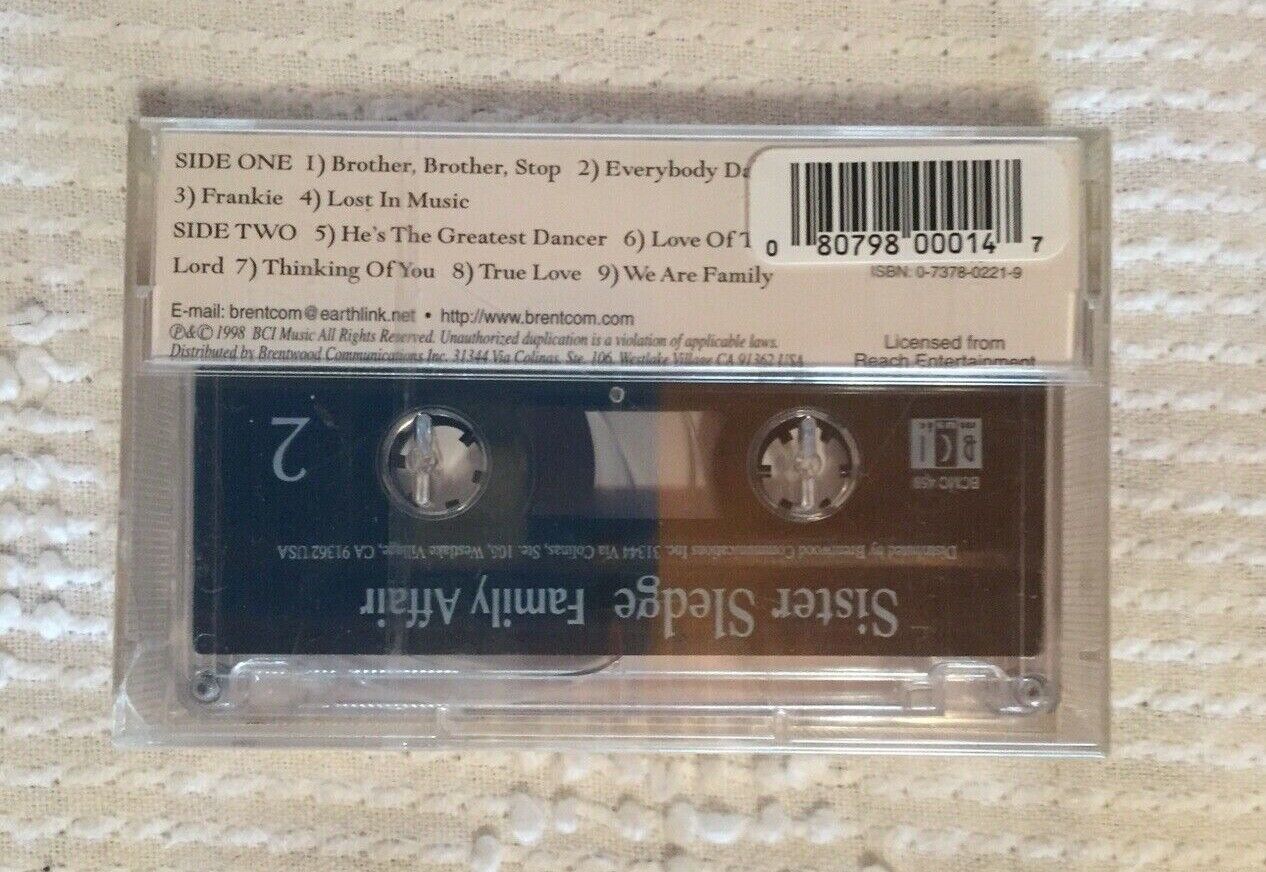 SIDE ONE 1) Brother, Brother, Stop 2) Everybody Da
3) Frankie 4) Lost In Music
SIDE TWO 5) He's The Greatest Dancer 6) Love Of T
Lord 7) Thinking Of You 8) True Love 9) We Are Family
0 80798 00014 7
ISBN: 0-7378-0221-9
E-mail: brentcom@earthlink.net • http://www.brentcom.com
℗&© 1998 BCI Music All Rights Reserved. Unauthorized duplication is a violation of applicable laws.
Distributed by Brentwood Communications Inc. 31344 Via Colinas, Ste. 106, Westlake Village CA 91362 USA
Licensed from
Reach Entertainment
2
BCI
music
BCMC 459
Distributed by Brentwood Communications Inc. 31344 Via Colinas, Ste. 103, Westlake Village, CA 91362 USA
Sister Sledge Family Affair